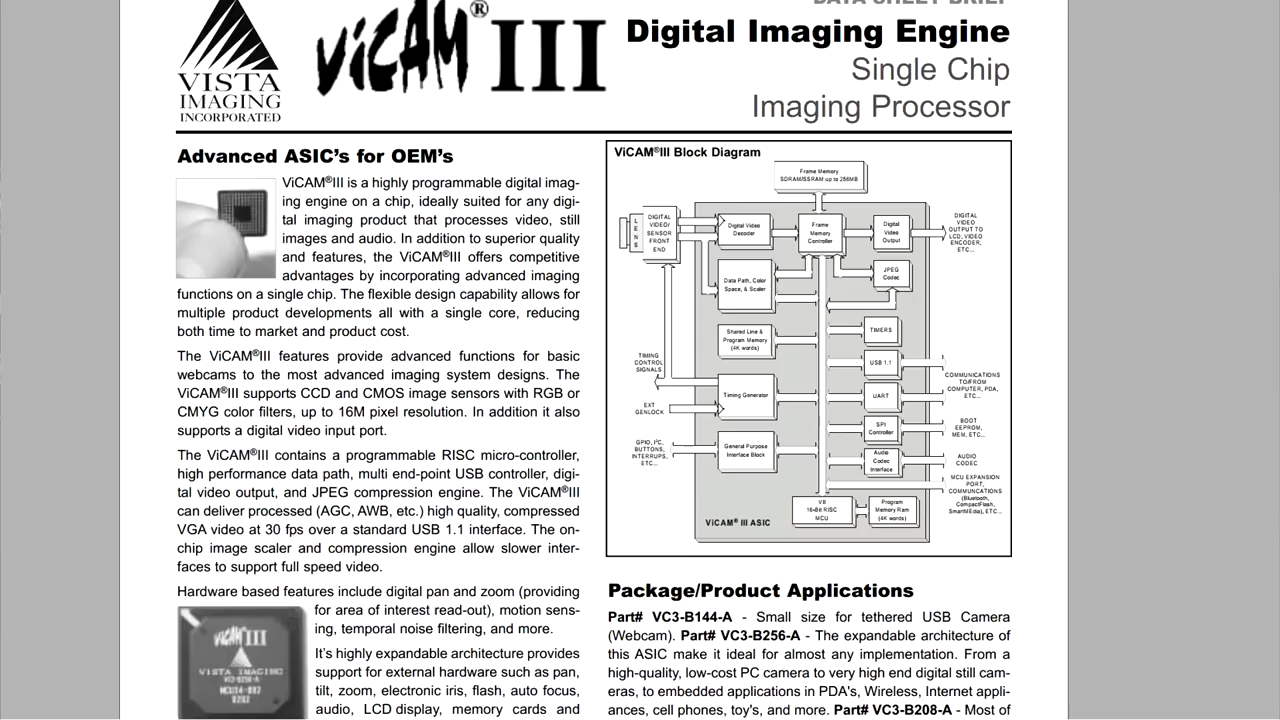 DATA SHEET BRIEF
VISTA
IMAGING
INCORPORATED
ViCAM® III
Digital Imaging Engine
Single Chip
Imaging Processor
Advanced ASIC's for OEM's
ViCAM®III is a highly programmable digital imag-
ing engine on a chip, ideally suited for any digi-
tal imaging product that processes video, still
images and audio. In addition to superior quality
and features, the ViCAM®III offers competitive
advantages by incorporating advanced imaging
functions on a single chip. The flexible design capability allows for
multiple product developments all with a single core, reducing
both time to market and product cost.
The ViCAM®III features provide advanced functions for basic
webcams to the most advanced imaging system designs. The
ViCAM®III supports CCD and CMOS image sensors with RGB or
CMYG color filters, up to 16M pixel resolution. In addition it also
supports a digital video input port.
The ViCAM®III contains a programmable RISC micro-controller,
high performance data path, multi end-point USB controller, digi-
tal video output, and JPEG compression engine. The ViCAM®III
can deliver processed (AGC, AWB, etc.) high quality, compressed
VGA video at 30 fps over a standard USB 1.1 interface. The on-
chip image scaler and compression engine allow slower inter-
faces to support full speed video.
Hardware based features include digital pan and zoom (providing
for area of interest read-out), motion sens-
ing, temporal noise filtering, and more.
It's highly expandable architecture provides
support for external hardware such as pan,
tilt, zoom, electronic iris, flash, auto focus,
audio, LCD display, memory cards and
ViCAM III
VISTA IMAGING
VC3-B256-A
ViCAM®III Block Diagram
Frame Memory
SDRAM/SSRAM up to 256MB
LENS
DIGITAL
VIDEO/
SENSOR
FRONT
END
Digital Video
Decoder
Frame
Memory
Controller
Digital
Video
Output
DIGITAL
VIDEO
OUTPUT TO
LCD, VIDEO
ENCODER,
ETC...
Data Path, Color
Space, & Scaler
JPEG
Codec
Shared Line &
Program Memory
(4K words)
TIMERS
TIMING
CONTROL
SIGNALS
USB 1.1
COMMUNICATIONS
TO/FROM
COMPUTER, PDA,
ETC...
Timing Generator
UART
EXT
GENLOCK
SPI
Controller
BOOT
EEPROM,
MEM, ETC...
GPIO, I²C,
BUTTONS,
INTERRUPS,
ETC...
General Purpose
Interface Block
Audio
Codec
Interface
AUDIO
CODEC
MCU EXPANSION
PORT,
COMMUNCATIONS
(Bluetooth,
CompactFlash,
SmartMEdia), ETC...
VII
16-Bit RISC
MCU
Program
Memory Ram
(4K words)
ViCAM® III ASIC
Package/Product Applications
Part# VC3-B144-A - Small size for tethered USB Camera
(Webcam). Part# VC3-B256-A - The expandable architecture of
this ASIC make it ideal for almost any implementation. From a
high-quality, low-cost PC camera to very high end digital still cam-
eras, to embedded applications in PDA's, Wireless, Internet appli-
ances, cell phones, toy's, and more. Part# VC3-B208-A - Most of